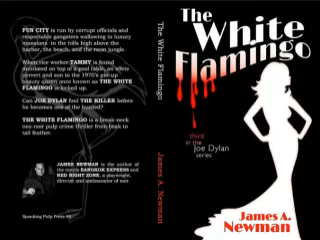 FUN CITY is run by corrupt officials and
respectable gangsters wallowing in luxury
mansions in the hills high above the
harbor, the beach, and the neon jungle.
When vice worker TAMMY is found
mutilated on top of a pool table, an white
pervert and sen to the 1970's pin-up
beauty queen once known as THE WHITE
FLAMINGO is locked up.
Can JOE DYLAN find THE KILLER before
he becomes one of the hunted?
THE WHITE FLAMINGO is a break-neck
neo-noir pulp crime thriller from beak to
tail feather.
JAMES NEWMAN is the author of
the novels BANGKOK EXPRESS and
RED NIGHT ZONE, a playwright,
director and ambassador of noir.
Spanking Pulp Press #5
The White Flamingo
James A. Newman
The
White
Flamingo
third
in the
Joe Dylan
series
James A.
Newman